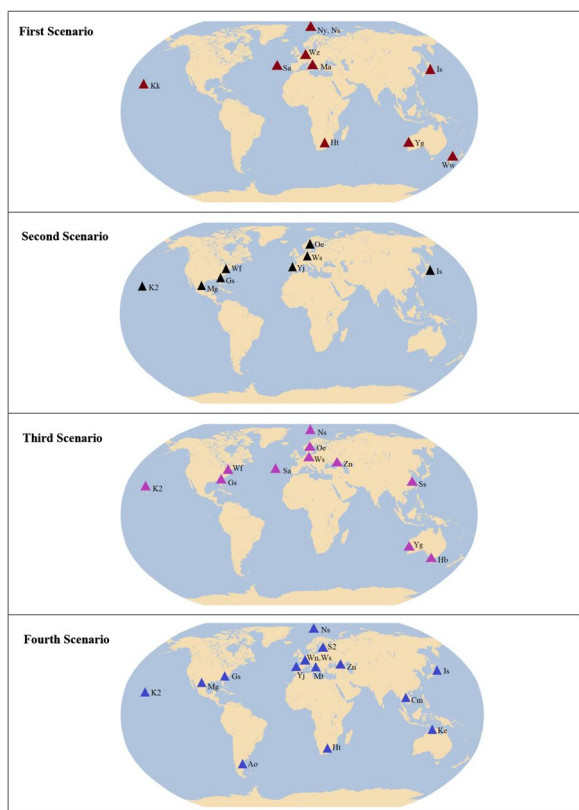 First Scenario
Ny, Ns
Wz
Sa
Ma
Is
Kk
Ht
Yg
Ww
Second Scenario
Oe
Ws
Wf
Yj
Is
Gs
K2
Mg
Third Scenario
Ns
Oe
Ws
Zn
Wf
Sa
Gs
Ss
K2
Yg
Hb
Fourth Scenario
Ns
S2
Wn, Ws
Zn
Yj
Mt
Is
Gs
Mg
K2
Cm
Ke
Ht
Ao